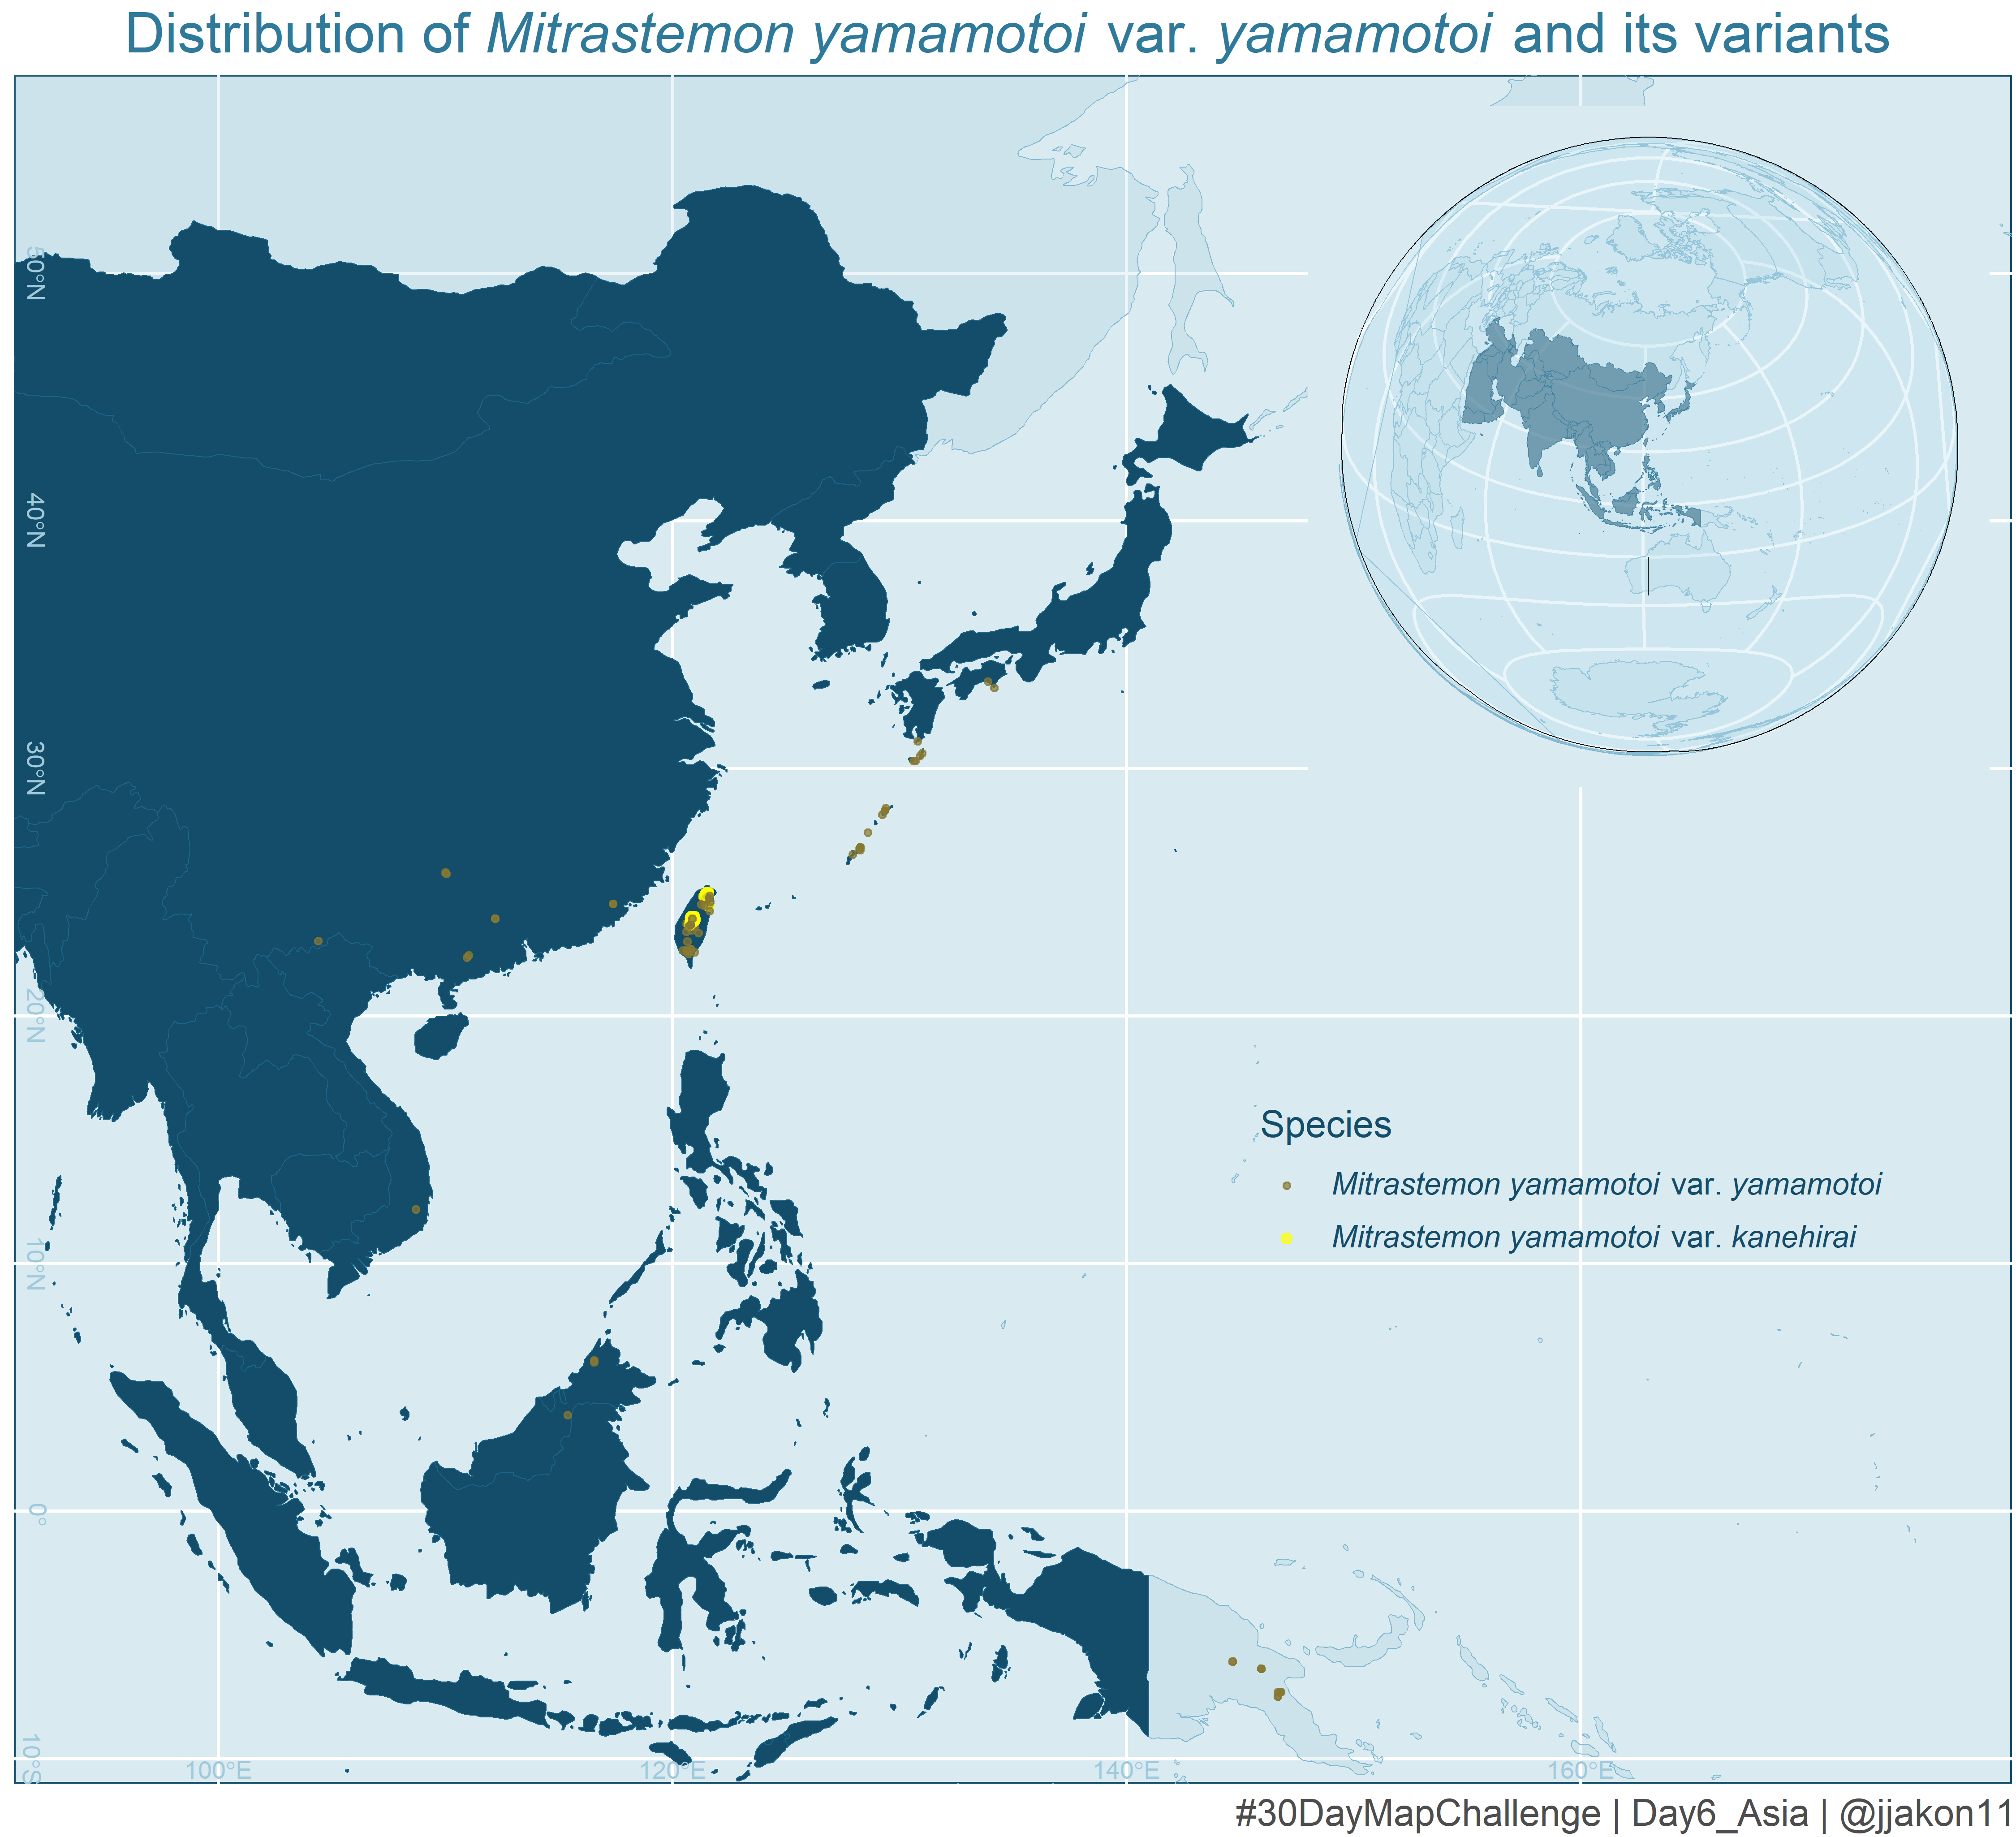 Distribution of Mitrastemon yamamotoi var. yamamotoi and its variants
50°N
40°N
30°N
20°N
10°N
0°
10°S
100°E
120°E
140°E
160°E
Species
Mitrastemon yamamotoi var. yamamotoi
Mitrastemon yamamotoi var. kanehirai
#30DayMapChallenge | Day6_Asia | @jjakon11